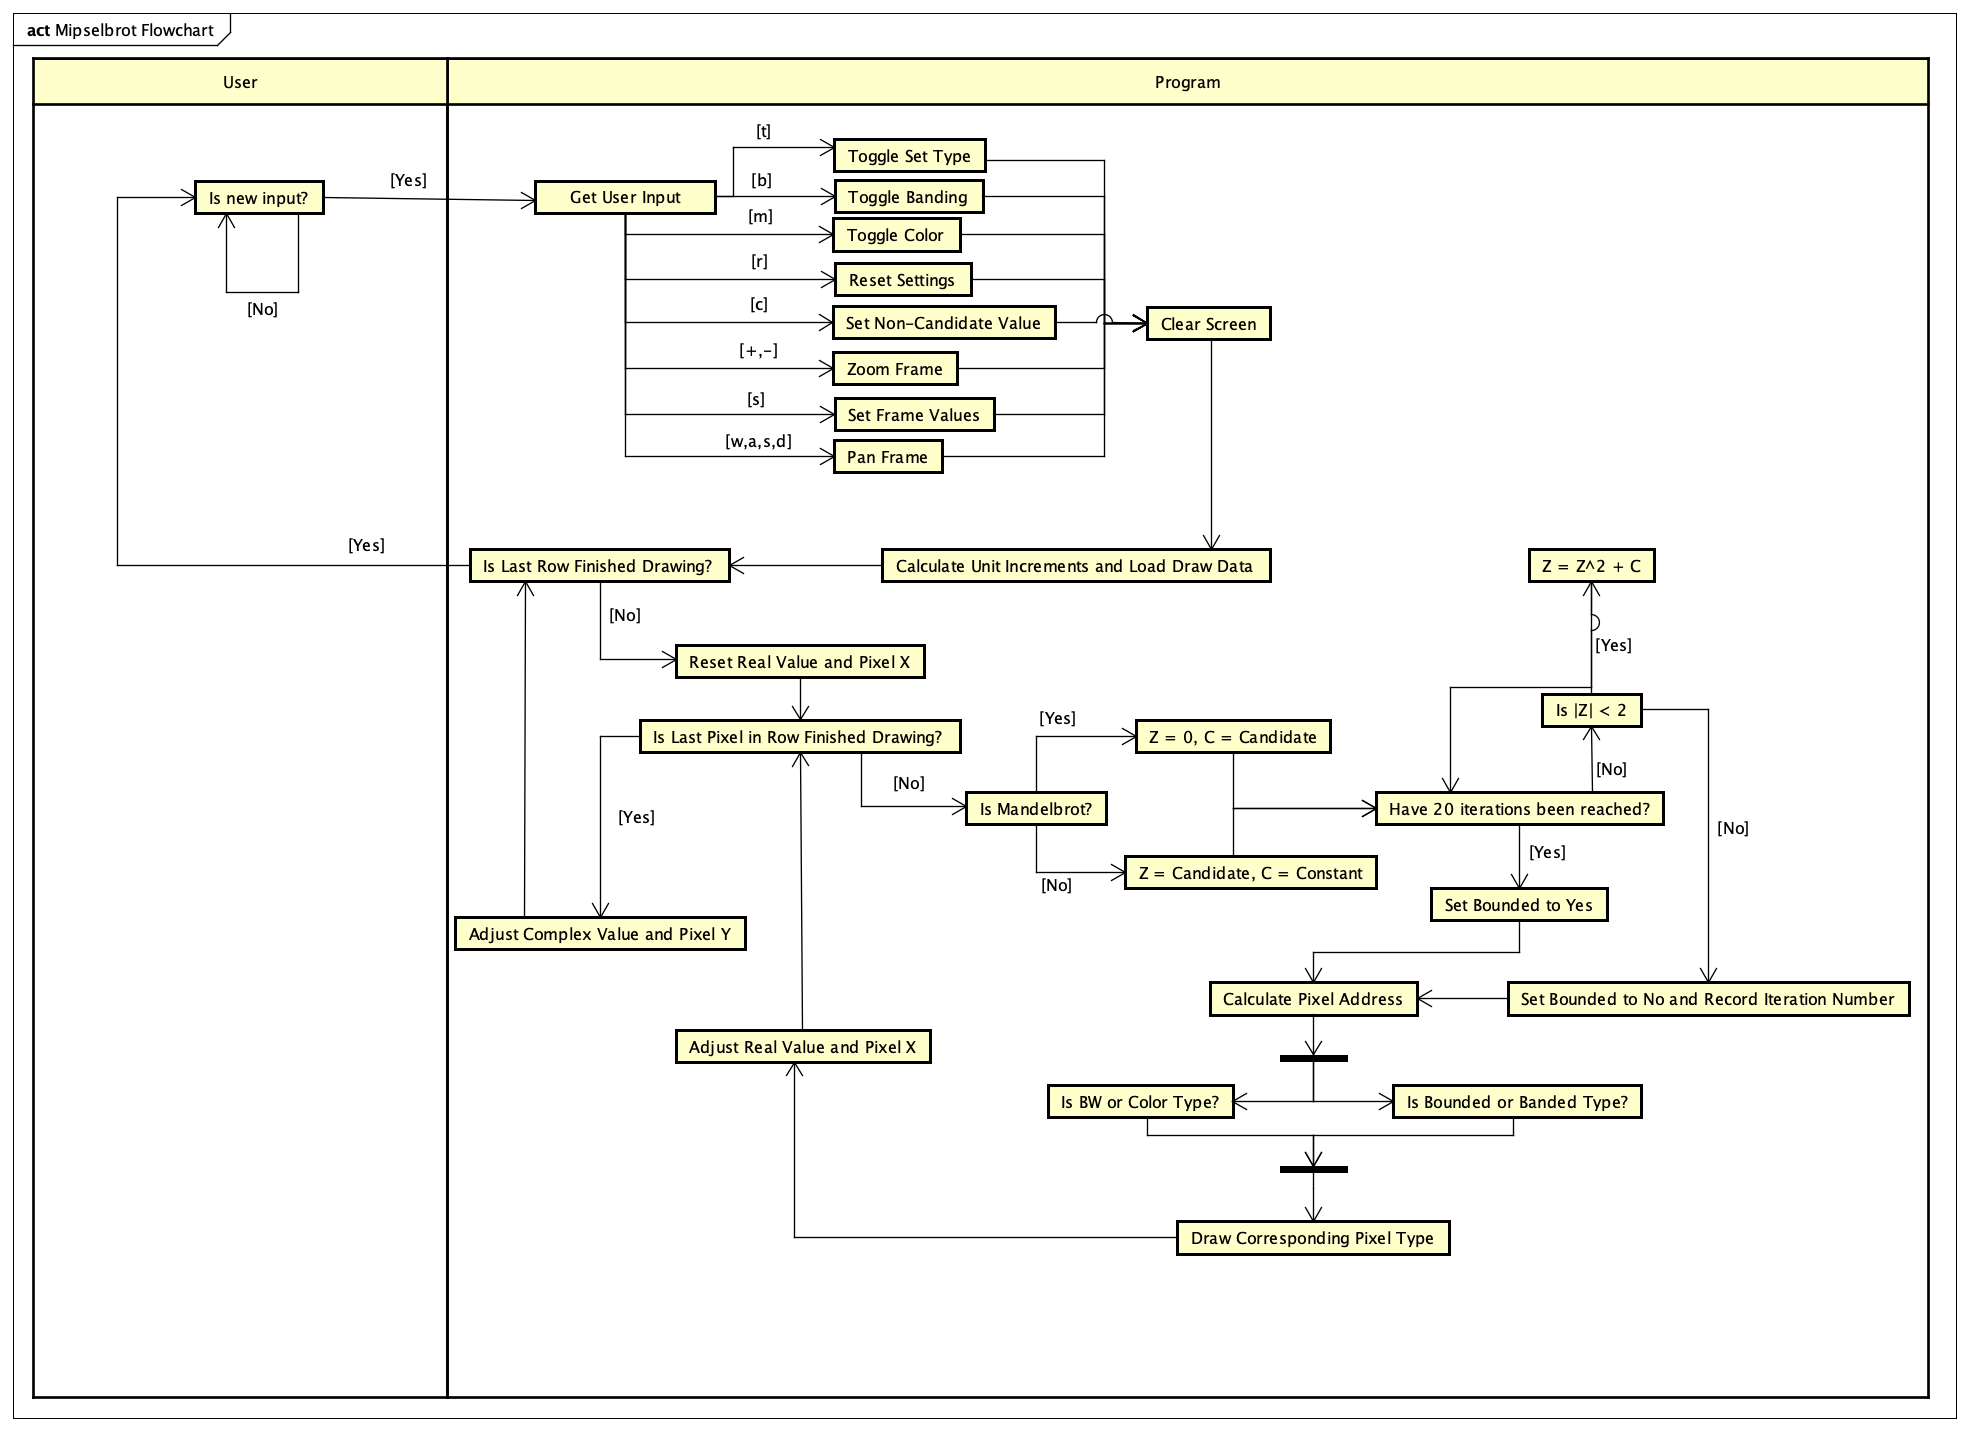 act Mipselbrot Flowchart
User
Program
[t]
Toggle Set Type
[Yes]
[b]
Is new input?
Get User Input
Toggle Banding
[m]
Toggle Color
[r]
Reset Settings
[No]
[c]
Set Non-Candidate Value
Clear Screen
[+,-]
Zoom Frame
[s]
Set Frame Values
[w,a,s,d]
Pan Frame
[Yes]
Is Last Row Finished Drawing?
Calculate Unit Increments and Load Draw Data
Z = Z^2 + C
[No]
[Yes]
Reset Real Value and Pixel X
Is |Z| < 2
[Yes]
Is Last Pixel in Row Finished Drawing?
Z = 0, C = Candidate
[No]
[No]
Is Mandelbrot?
Have 20 iterations been reached?
[Yes]
[No]
[Yes]
Z = Candidate, C = Constant
[No]
Set Bounded to Yes
Adjust Complex Value and Pixel Y
Calculate Pixel Address
Set Bounded to No and Record Iteration Number
Adjust Real Value and Pixel X
Is BW or Color Type?
Is Bounded or Banded Type?
Draw Corresponding Pixel Type